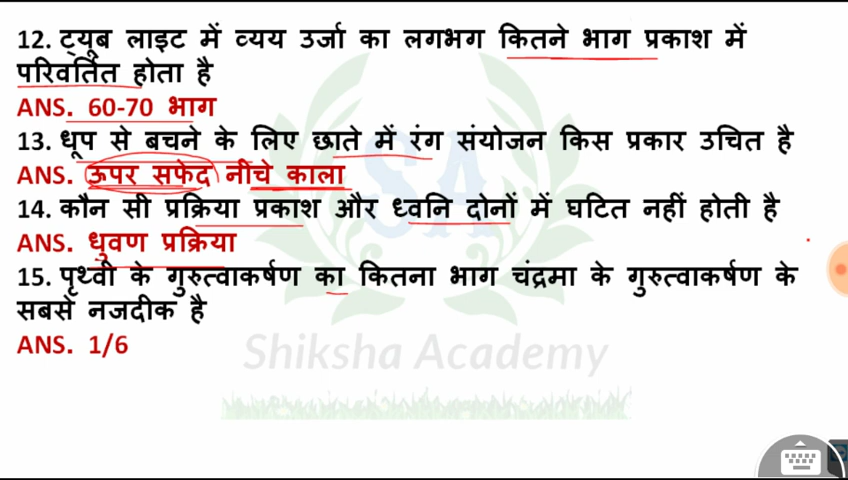 12. ट्यूब लाइट में व्यय उर्जा का लगभग कितने भाग प्रकाश में
परिवर्तित होता है
ANS. 60-70 भाग
13. धूप से बचने के लिए छाते में रंग संयोजन किस प्रकार उचित है
ANS. ऊपर सफेद नीचे काला
14. कौन सी प्रक्रिया प्रकाश और ध्वनि दोनों में घटित नहीं होती है
ANS. धुवण प्रक्रिया
15. पृथ्वी के गुरुत्वाकर्षण का कितना भाग चंद्रमा के गुरुत्वाकर्षण के
सबसे नजदीक है
ANS. 1/6
SA
Shiksha Academy